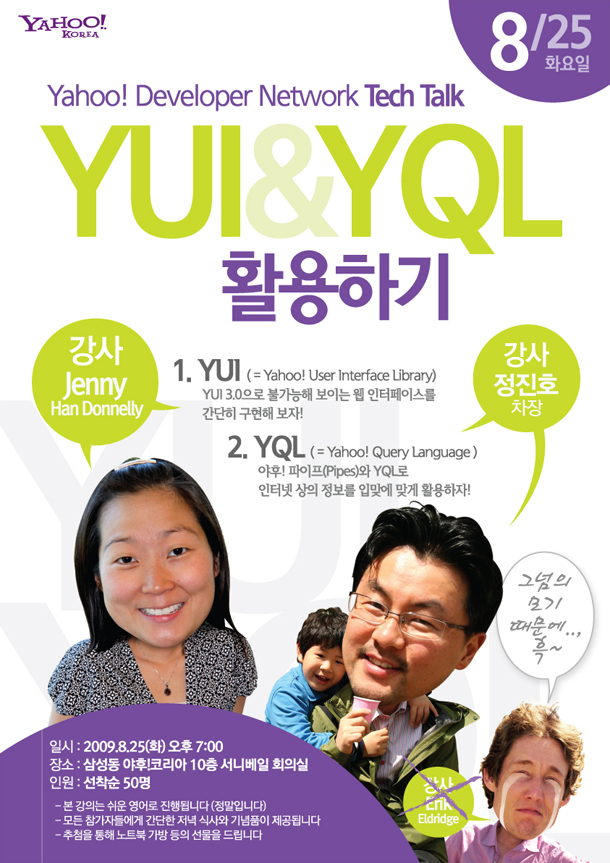 YAHOO!
KOREA
8/25
화요일
Yahoo! Developer Network Tech Talk
YUI&YQL
활용하기
강사
Jenny
Han Donnelly
1. YUI ( = Yahoo! User Interface Library)
YUI 3.0으로 불가능해 보이는 웹 인터페이스를
간단히 구현해 보자!
강사
정진호
차장
2. YQL ( = Yahoo! Query Language )
야후! 파이프(Pipes)와 YQL로
인터넷 상의 정보를 입맛에 맞게 활용하자!
그넘의
모기
때문에...,
흑~
강사
Erik
Eldridge
일시 : 2009.8.25(화) 오후 7:00
장소 : 삼성동 야후!코리아 10층 서니베일 회의실
인원 : 선착순 50명
– 본 강의는 쉬운 영어로 진행됩니다 (정말입니다)
– 모든 참가자들에게 간단한 저녁 식사와 기념품이 제공됩니다
– 추첨을 통해 노트북 가방 등의 선물을 드립니다
YUI
YQL